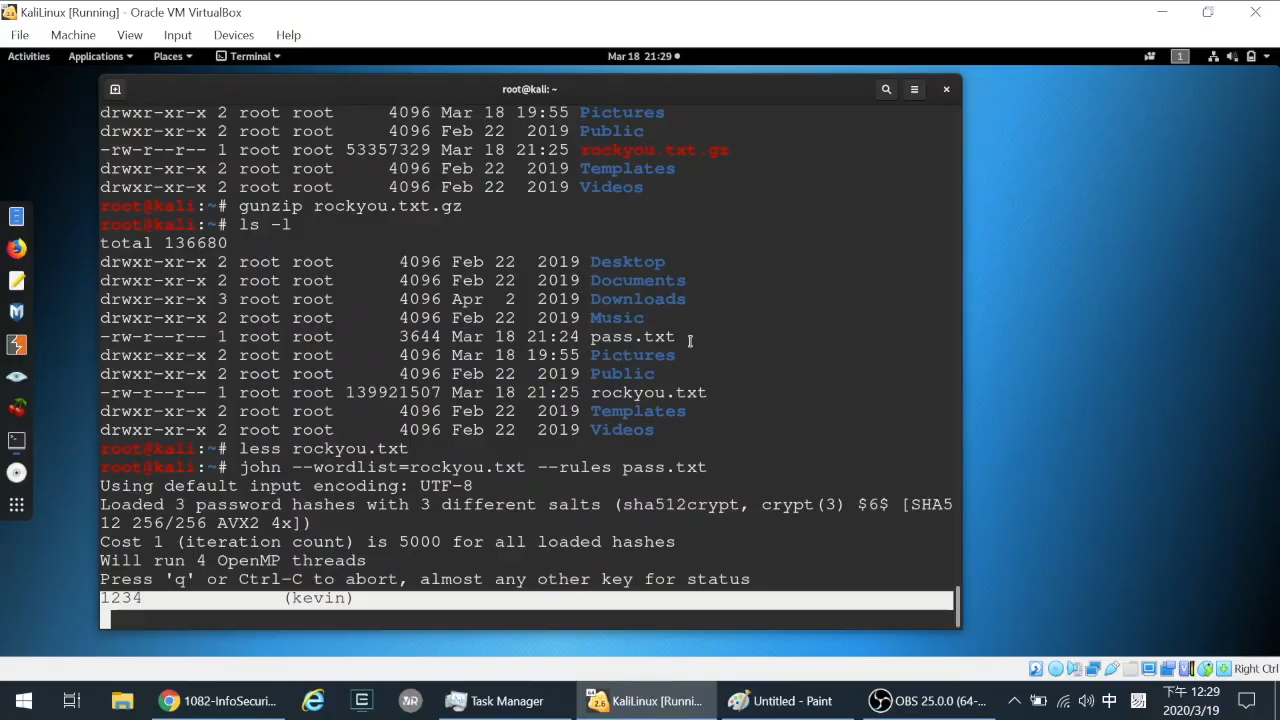 KaliLinux [Running] - Oracle VM VirtualBox
File Machine View Input Devices Help
Activities Applications Places Terminal Mar 18 21:29 1
root@kali: ~
drwxr-xr-x 2 root root 4096 Mar 18 19:55 Pictures
drwxr-xr-x 2 root root 4096 Feb 22 2019 Public
-rw-r--r-- 1 root root 53357329 Mar 18 21:25 rockyou.txt.gz
drwxr-xr-x 2 root root 4096 Feb 22 2019 Templates
drwxr-xr-x 2 root root 4096 Feb 22 2019 Videos
root@kali:~# gunzip rockyou.txt.gz
root@kali:~# ls -l
total 136680
drwxr-xr-x 2 root root 4096 Feb 22 2019 Desktop
drwxr-xr-x 2 root root 4096 Feb 22 2019 Documents
drwxr-xr-x 3 root root 4096 Apr 2 2019 Downloads
drwxr-xr-x 2 root root 4096 Feb 22 2019 Music
-rw-r--r-- 1 root root 3644 Mar 18 21:24 pass.txt
drwxr-xr-x 2 root root 4096 Mar 18 19:55 Pictures
drwxr-xr-x 2 root root 4096 Feb 22 2019 Public
-rw-r--r-- 1 root root 139921507 Mar 18 21:25 rockyou.txt
drwxr-xr-x 2 root root 4096 Feb 22 2019 Templates
drwxr-xr-x 2 root root 4096 Feb 22 2019 Videos
root@kali:~# less rockyou.txt
root@kali:~# john --wordlist=rockyou.txt --rules pass.txt
Using default input encoding: UTF-8
Loaded 3 password hashes with 3 different salts (sha512crypt, crypt(3) $6$ [SHA5
12 256/256 AVX2 4x])
Cost 1 (iteration count) is 5000 for all loaded hashes
Will run 4 OpenMP threads
Press 'q' or Ctrl-C to abort, almost any other key for status
1234 (kevin)
Right Ctrl
1082-InfoSecuri... Task Manager KaliLinux [Runni... Untitled - Paint OBS 25.0.0 (64-... 中 下午 12:29
2020/3/19